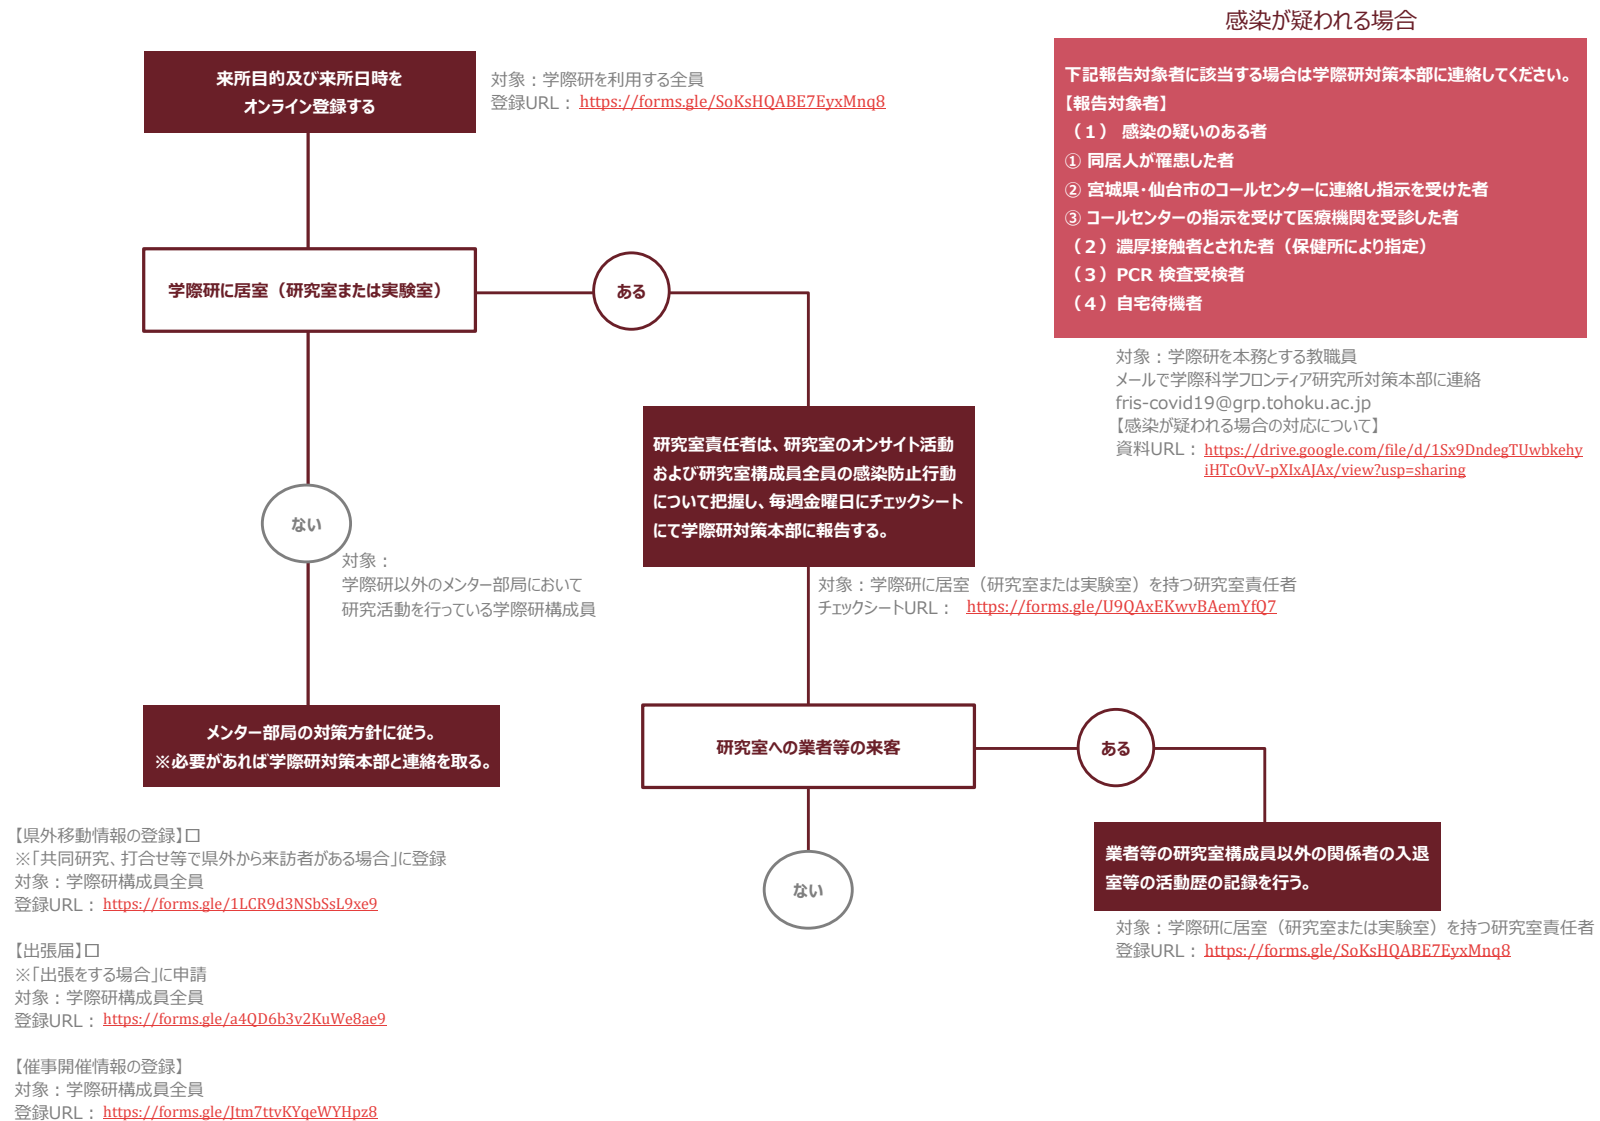 感染が疑われる場合
来所目的及び来所日時を
オンライン登録する
対象：学際研を利用する全員
登録URL： https://forms.gle/SoKsHQABE7EyxMnq8
下記報告対象者に該当する場合は学際研対策本部に連絡してください。
【報告対象者】
（１） 感染の疑いのある者
① 同居人が罹患した者
② 宮城県・仙台市のコールセンターに連絡し指示を受けた者
③ コールセンターの指示を受けて医療機関を受診した者
（２）濃厚接触者とされた者（保健所により指定）
（３）PCR 検査受検者
（４）自宅待機者
対象：学際研を本務とする教職員
メールで学際科学フロンティア研究所対策本部に連絡
fris-covid19@grp.tohoku.ac.jp
【感染が疑われる場合の対応について】
資料URL： https://drive.google.com/file/d/1Sx9DndegTUwbkehy
iHTcOvV-pXIxAJAx/view?usp=sharing
学際研に居室（研究室または実験室）
ある
研究室責任者は、研究室のオンサイト活動
および研究室構成員全員の感染防止行動
について把握し、毎週金曜日にチェックシート
にて学際研対策本部に報告する。
対象：学際研に居室（研究室または実験室）を持つ研究室責任者
チェックシートURL： https://forms.gle/U9QAxEKwvBAemYfQ7
ない
対象：
学際研以外のメンター部局において
研究活動を行っている学際研構成員
メンター部局の対策方針に従う。
※必要があれば学際研対策本部と連絡を取る。
研究室への業者等の来客
ある
ない
業者等の研究室構成員以外の関係者の入退
室等の活動歴の記録を行う。
対象：学際研に居室（研究室または実験室）を持つ研究室責任者
登録URL： https://forms.gle/SoKsHQABE7EyxMnq8
【県外移動情報の登録】□
※「共同研究、打合せ等で県外から来訪者がある場合」に登録
対象：学際研構成員全員
登録URL： https://forms.gle/1LCR9d3NSbSsL9xe9
【出張届】□
※「出張をする場合」に申請
対象：学際研構成員全員
登録URL： https://forms.gle/a4QD6b3v2KuWe8ae9
【催事開催情報の登録】
対象：学際研構成員全員
登録URL： https://forms.gle/Jtm7ttvKYqeWYHpz8